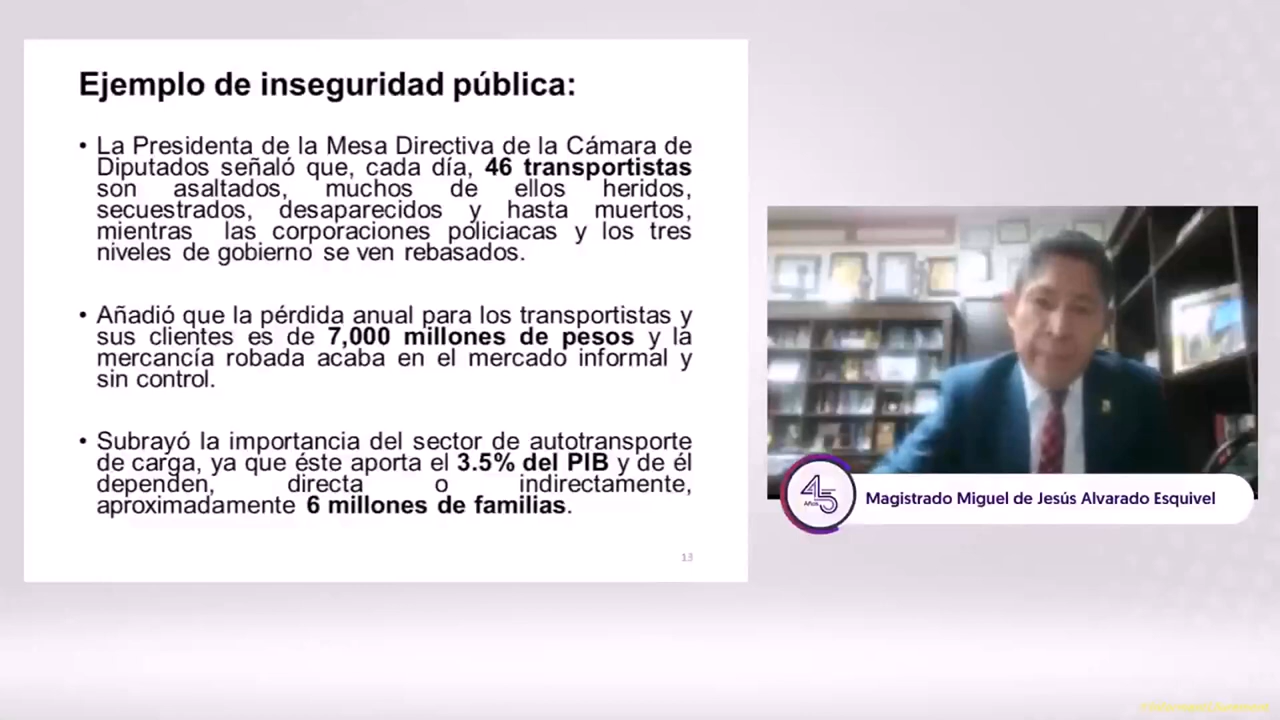 Ejemplo de inseguridad pública:
• La Presidenta de la Mesa Directiva de la Cámara de
Diputados señaló que, cada día, 46 transportistas
son asaltados, muchos de ellos heridos,
secuestrados, desaparecidos y hasta muertos,
mientras las corporaciones policiacas y los tres
niveles de gobierno se ven rebasados.
• Añadió que la pérdida anual para los transportistas y
sus clientes es de 7,000 millones de pesos y la
mercancía robada acaba en el mercado informal y
sin control.
• Subrayó la importancia del sector de autotransporte
de carga, ya que éste aporta el 3.5% del PIB y de él
dependen, directa o indirectamente,
aproximadamente 6 millones de familias.
13
45
Años
Magistrado Miguel de Jesús Alvarado Esquivel